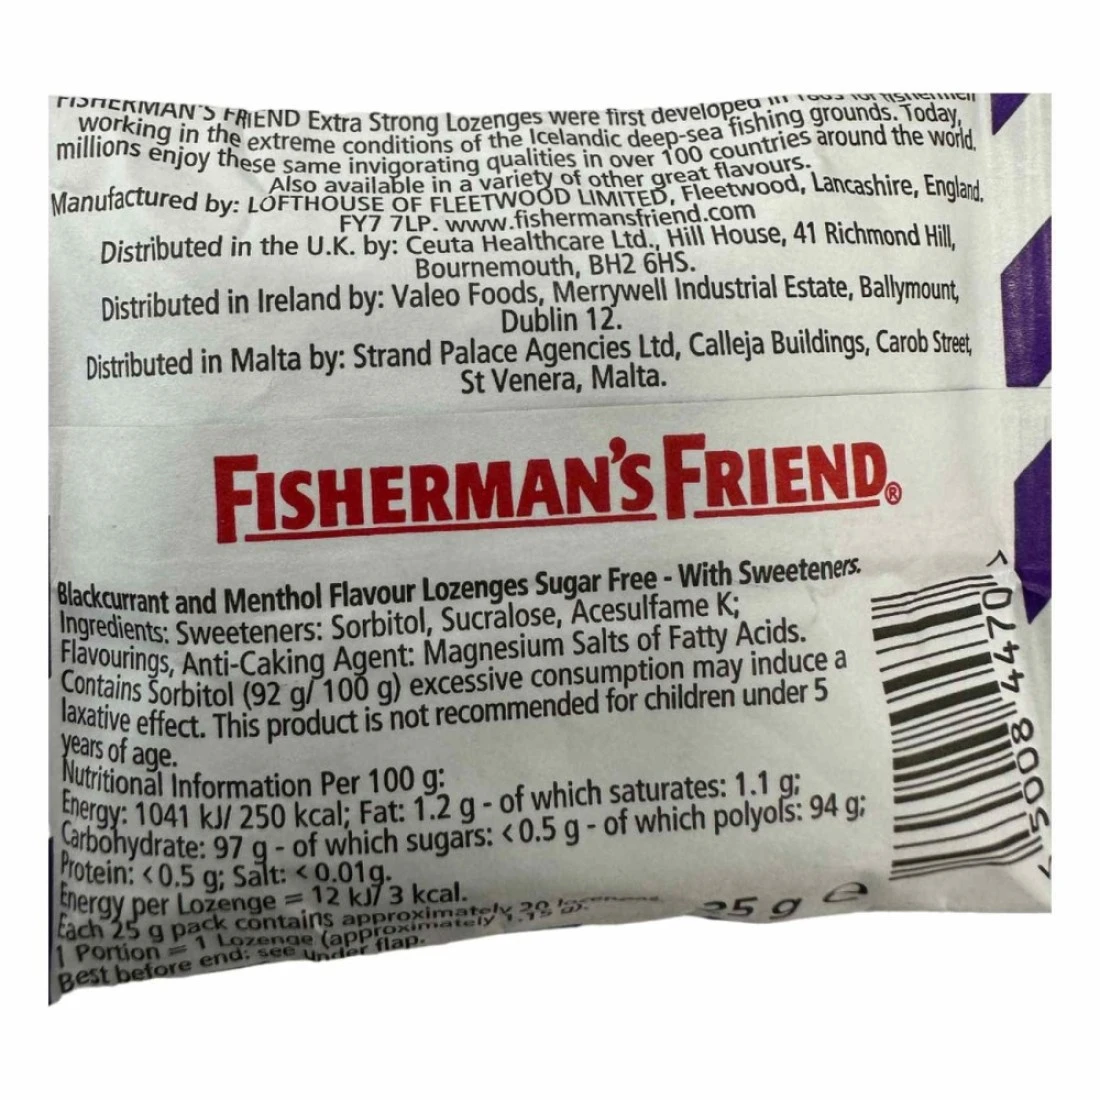 FISHERMAN'S FRIEND Extra Strong Lozenges were first developed in
working in the extreme conditions of the Icelandic deep-sea fishing grounds. Today,
millions enjoy these same invigorating qualities in over 100 countries around the world.
Also available in a variety of other great flavours.
Manufactured by: LOFTHOUSE OF FLEETWOOD LIMITED, Fleetwood, Lancashire, England,
FY7 7LP. www.fishermansfriend.com
Distributed in the U.K. by: Ceuta Healthcare Ltd., Hill House, 41 Richmond Hill,
Bournemouth, BH2 6HS.
Distributed in Ireland by: Valeo Foods, Merrywell Industrial Estate, Ballymount,
Dublin 12.
Distributed in Malta by: Strand Palace Agencies Ltd, Calleja Buildings, Carob Street,
St Venera, Malta.
FISHERMAN'S FRIEND®
Blackcurrant and Menthol Flavour Lozenges Sugar Free - With Sweeteners.
Ingredients: Sweeteners: Sorbitol, Sucralose, Acesulfame K;
Flavourings, Anti-Caking Agent: Magnesium Salts of Fatty Acids.
Contains Sorbitol (92 g/ 100 g) excessive consumption may induce a
laxative effect. This product is not recommended for children under 5
years of age.
Nutritional Information Per 100 g:
Energy: 1041 kJ/ 250 kcal; Fat: 1.2 g - of which saturates: 1.1 g;
Carbohydrate: 97 g - of which sugars: <0.5 g - of which polyols: 94 g;
Protein: <0.5 g; Salt: <0.01g.
Energy per Lozenge = 12 kJ/ 3 kcal.
Each 25 g pack contains approximately 20
1 Portion = 1 Lozenge (approximately 1.15 g).
Best before end: see under flap.
25 g e
5 008 4470 >